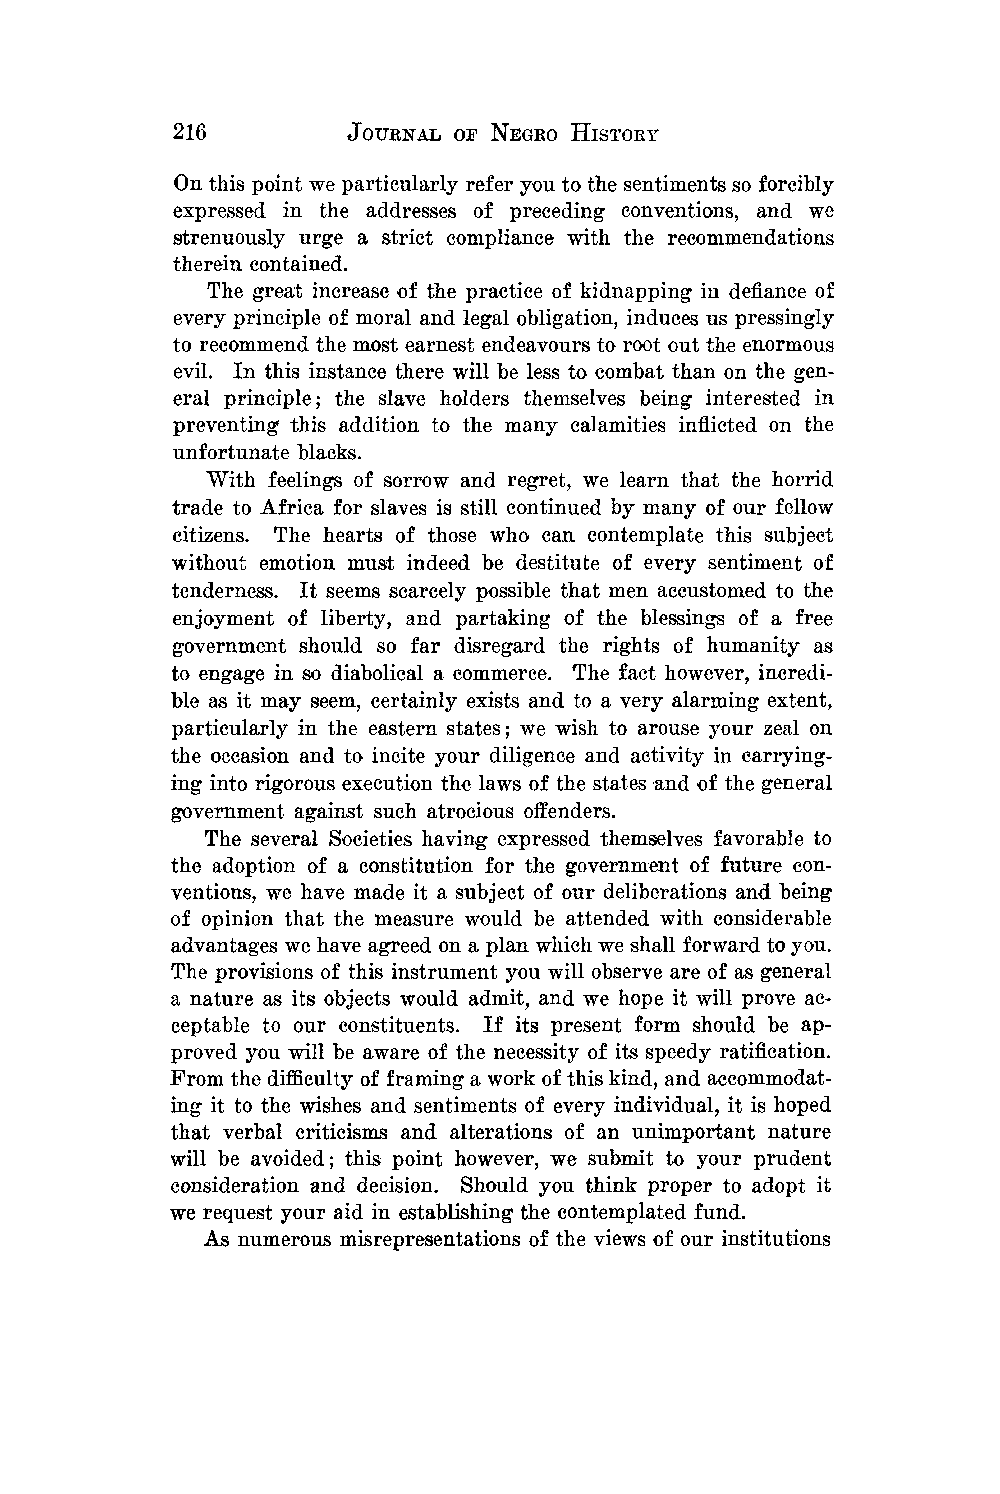 216 JOURNAL OF NEGRO HISTORY
On this point we particularly refer you to the sentiments so forcibly
expressed in the addresses of preceding conventions, and we
strenuously urge a strict compliance with the recommendations
therein contained.
The great increase of the practice of kidnapping in defiance of
every principle of moral and legal obligation, induces us pressingly
to recommend the most earnest endeavours to root out the enormous
evil. In this instance there will be less to combat than on the gen-
eral principle; the slave holders themselves being interested in
preventing this addition to the many calamities inflicted on the
unfortunate blacks.
With feelings of sorrow and regret, we learn that the horrid
trade to Africa for slaves is still continued by many of our fellow
citizens. The hearts of those who can contemplate this subject
without emotion must indeed be destitute of every sentiment of
tenderness. It seems scarcely possible that men accustomed to the
enjoyment of liberty, and partaking of the blessings of a free
government should so far disregard the rights of humanity as
to engage in so diabolical a commerce. The fact however, incredi-
ble as it may seem, certainly exists and to a very alarming extent,
particularly in the eastern states; we wish to arouse your zeal on
the occasion and to incite your diligence and activity in carrying-
ing into rigorous execution the laws of the states and of the general
government against such atrocious offenders.
The several Societies having expressed themselves favorable to
the adoption of a constitution for the government of future con-
ventions, we have made it a subject of our deliberations and being
of opinion that the measure would be attended with considerable
advantages we have agreed on a plan which we shall forward to you.
The provisions of this instrument you will observe are of as general
a nature as its objects would admit, and we hope it will prove ac-
ceptable to our constituents. If its present form should be ap-
proved you will be aware of the necessity of its speedy ratification.
From the difficulty of framing a work of this kind, and accommodat-
ing it to the wishes and sentiments of every individual, it is hoped
that verbal criticisms and alterations of an unimportant nature
will be avoided; this point however, we submit to your prudent
consideration and decision. Should you think proper to adopt it
we request your aid in establishing the contemplated fund.
As numerous misrepresentations of the views of our institutions